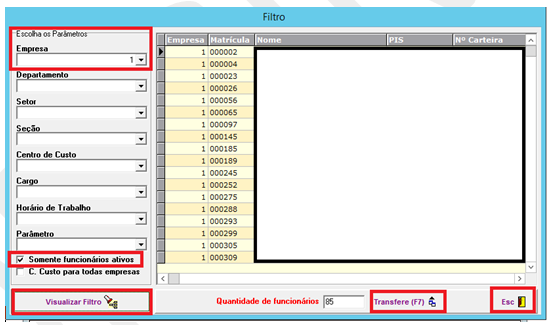 Filtro
Escolha os Parâmetros
Empresa
1
Departamento
Setor
Seção
Centro de Custo
Cargo
Horário de Trabalho
Parâmetro
Somente funcionários ativos
C. Custo para todas empresas
Visualizar Filtro
Empresa Matrícula Nome PIS Nº Carteira
1 000002
1 000004
1 000023
1 000026
1 000056
1 000065
1 000097
1 000145
1 000185
1 000189
1 000245
1 000252
1 000275
1 000288
1 000293
1 000299
1 000305
1 000309
Quantidade de funcionários 85
Transfere (F7)
Esc